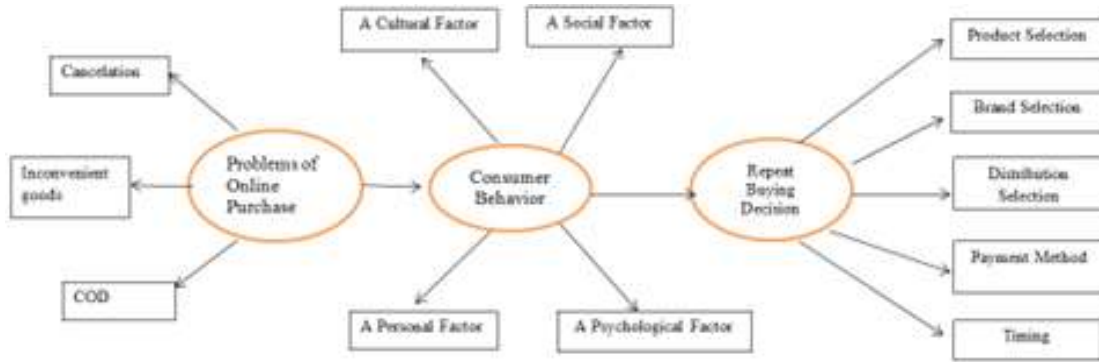 A Cultural Factor
A Social Factor
Product Selection
Cancelation
Brand Selection
Problems of
Online
Purchase
Inconvenient
goods
Consumer
Behavior
Repeat
Buying
Decision
Distribution
Selection
Payment Method
COD
A Personal Factor
A Psychological Factor
Timing